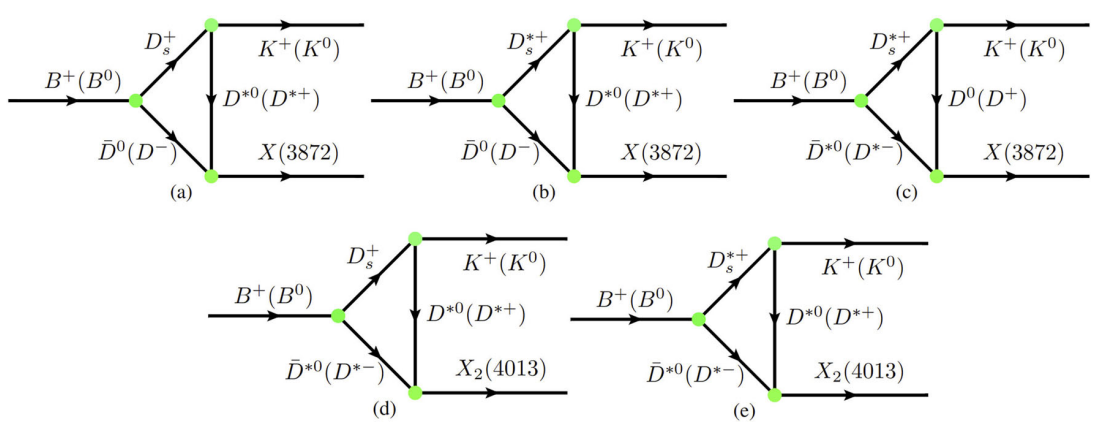 D_s^+
K^+(K^0)
B^+(B^0)
D^{*0}(D^{*+})
\bar{D}^0(D^-)
X(3872)
(a)
D_s^{*+}
K^+(K^0)
B^+(B^0)
D^{*0}(D^{*+})
\bar{D}^0(D^-)
X(3872)
(b)
D_s^{*+}
K^+(K^0)
B^+(B^0)
D^0(D^+)
\bar{D}^{*0}(D^{*-})
X(3872)
(c)
D_s^+
K^+(K^0)
B^+(B^0)
D^{*0}(D^{*+})
\bar{D}^{*0}(D^{*-})
X_2(4013)
(d)
D_s^{*+}
K^+(K^0)
B^+(B^0)
D^{*0}(D^{*+})
\bar{D}^{*0}(D^{*-})
X_2(4013)
(e)